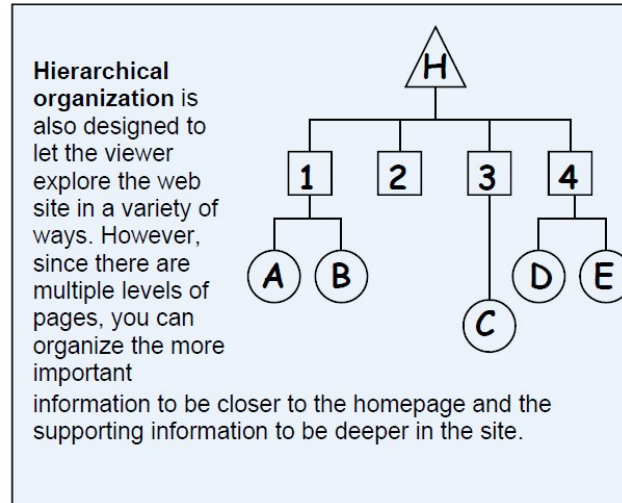 Hierarchical
organization is
also designed to
let the viewer
explore the web
site in a variety of
ways. However,
since there are
multiple levels of
pages, you can
organize the more
important
information to be closer to the homepage and the
supporting information to be deeper in the site.
H
1 2 3 4
A B D E
C